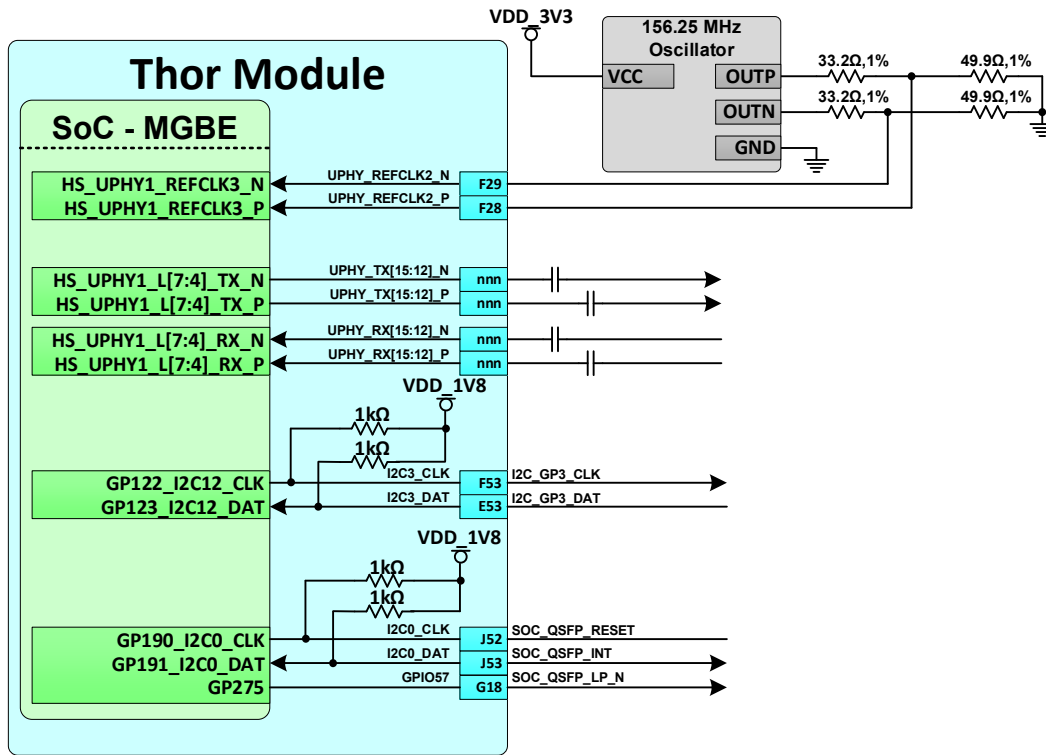 VDD_3V3
156.25 MHz
Oscillator
VCC
OUTP
OUTN
GND
33.2Ω,1%
49.9Ω,1%
33.2Ω,1%
49.9Ω,1%
Thor Module
SoC - MGBE
HS_UPHY1_REFCLK3_N
UPHY_REFCLK2_N
F29
HS_UPHY1_REFCLK3_P
UPHY_REFCLK2_P
F28
HS_UPHY1_L[7:4]_TX_N
UPHY_TX[15:12]_N
nnn
HS_UPHY1_L[7:4]_TX_P
UPHY_TX[15:12]_P
nnn
HS_UPHY1_L[7:4]_RX_N
UPHY_RX[15:12]_N
nnn
HS_UPHY1_L[7:4]_RX_P
UPHY_RX[15:12]_P
nnn
VDD_1V8
1kΩ
1kΩ
GP122_I2C12_CLK
I2C3_CLK
F53
I2C_GP3_CLK
GP123_I2C12_DAT
I2C3_DAT
E53
I2C_GP3_DAT
VDD_1V8
1kΩ
1kΩ
GP190_I2C0_CLK
I2C0_CLK
J52
SOC_QSFP_RESET
GP191_I2C0_DAT
I2C0_DAT
J53
SOC_QSFP_INT
GP275
GPIO57
G18
SOC_QSFP_LP_N